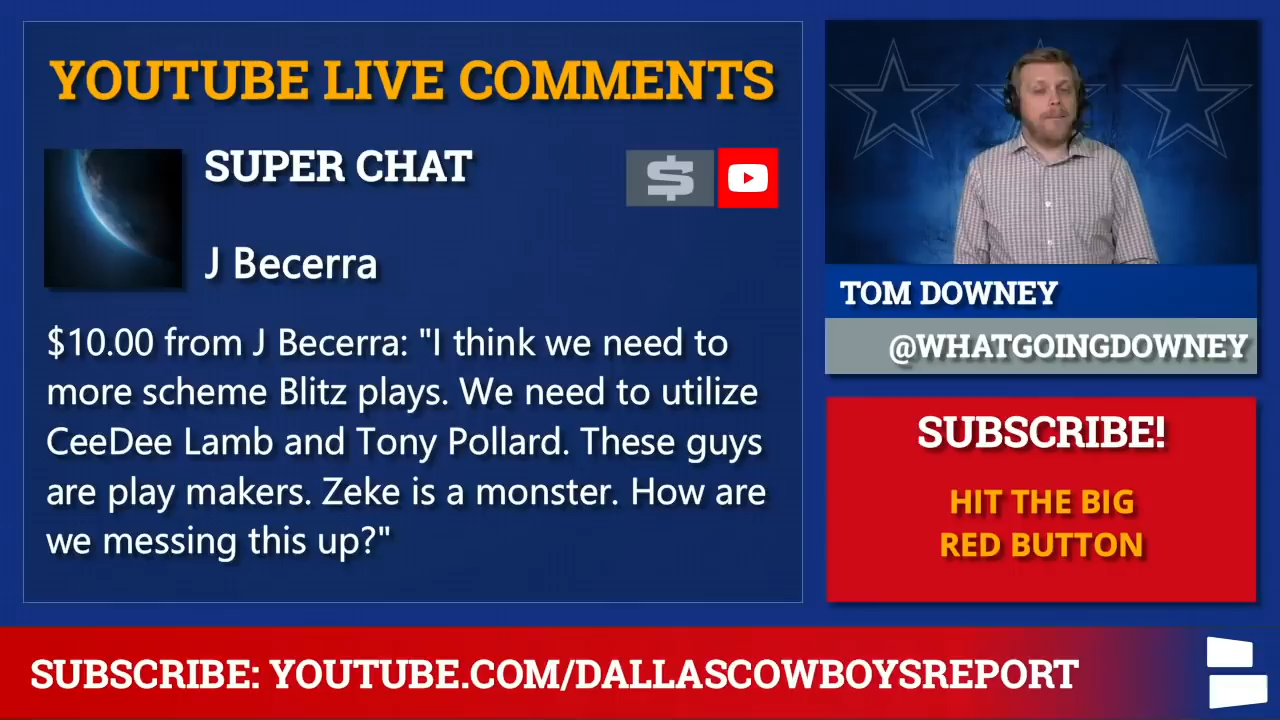 YOUTUBE LIVE COMMENTS
SUPER CHAT
$
J Becerra
$10.00 from J Becerra: "I think we need to
more scheme Blitz plays. We need to utilize
CeeDee Lamb and Tony Pollard. These guys
are play makers. Zeke is a monster. How are
we messing this up?"
TOM DOWNEY
@WHATGOINGDOWNEY
SUBSCRIBE!
HIT THE BIG
RED BUTTON
SUBSCRIBE: YOUTUBE.COM/DALLASCOWBOYSREPORT